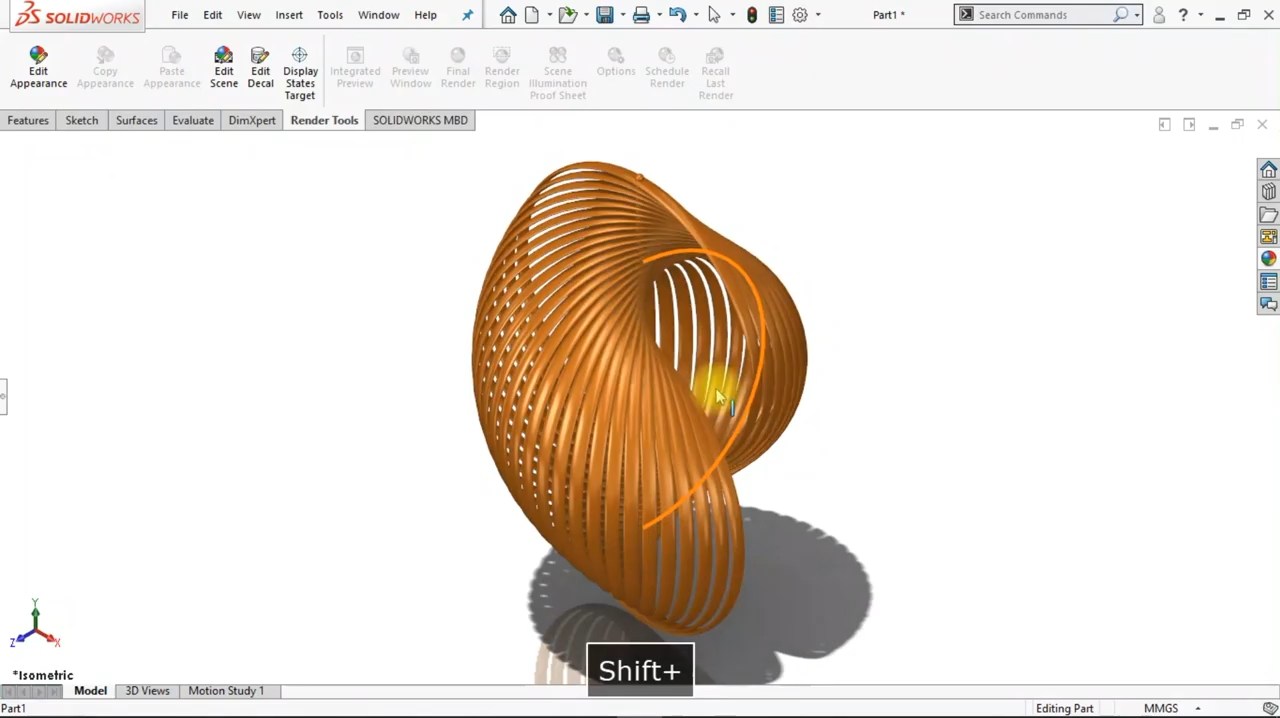 SOLIDWORKS File Edit View Insert Tools Window Help Part1 * Search Commands ?
Edit Appearance
Copy Appearance
Paste Appearance
Edit Scene
Edit Decal
Display States Target
Integrated Preview
Preview Window
Final Render
Render Region
Scene Illumination Proof Sheet
Options
Schedule Render
Recall Last Render
Features Sketch Surfaces Evaluate DimXpert Render Tools SOLIDWORKS MBD
Y
Z X
*Isometric
Shift+
Model 3D Views Motion Study 1
Part1 Editing Part MMGS